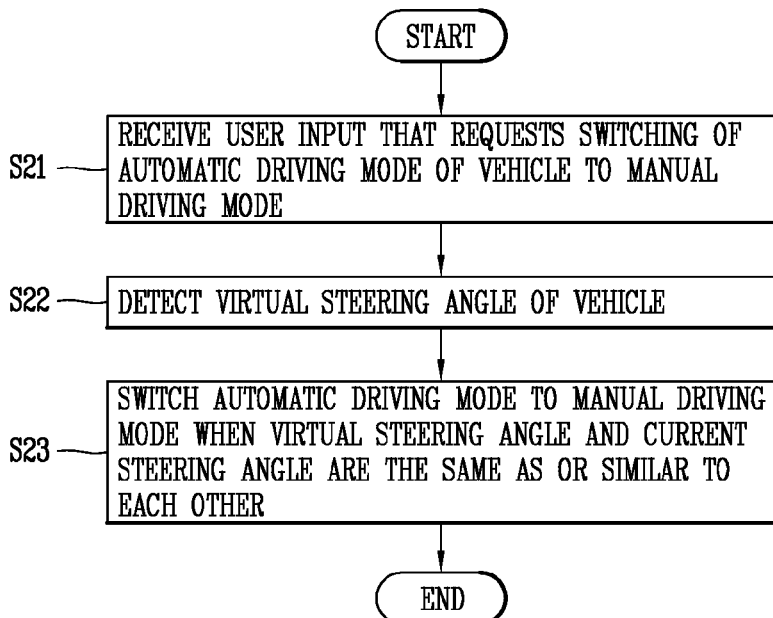 START
S21
RECEIVE USER INPUT THAT REQUESTS SWITCHING OF
AUTOMATIC DRIVING MODE OF VEHICLE TO MANUAL
DRIVING MODE
S22
DETECT VIRTUAL STEERING ANGLE OF VEHICLE
S23
SWITCH AUTOMATIC DRIVING MODE TO MANUAL DRIVING
MODE WHEN VIRTUAL STEERING ANGLE AND CURRENT
STEERING ANGLE ARE THE SAME AS OR SIMILAR TO
EACH OTHER
END